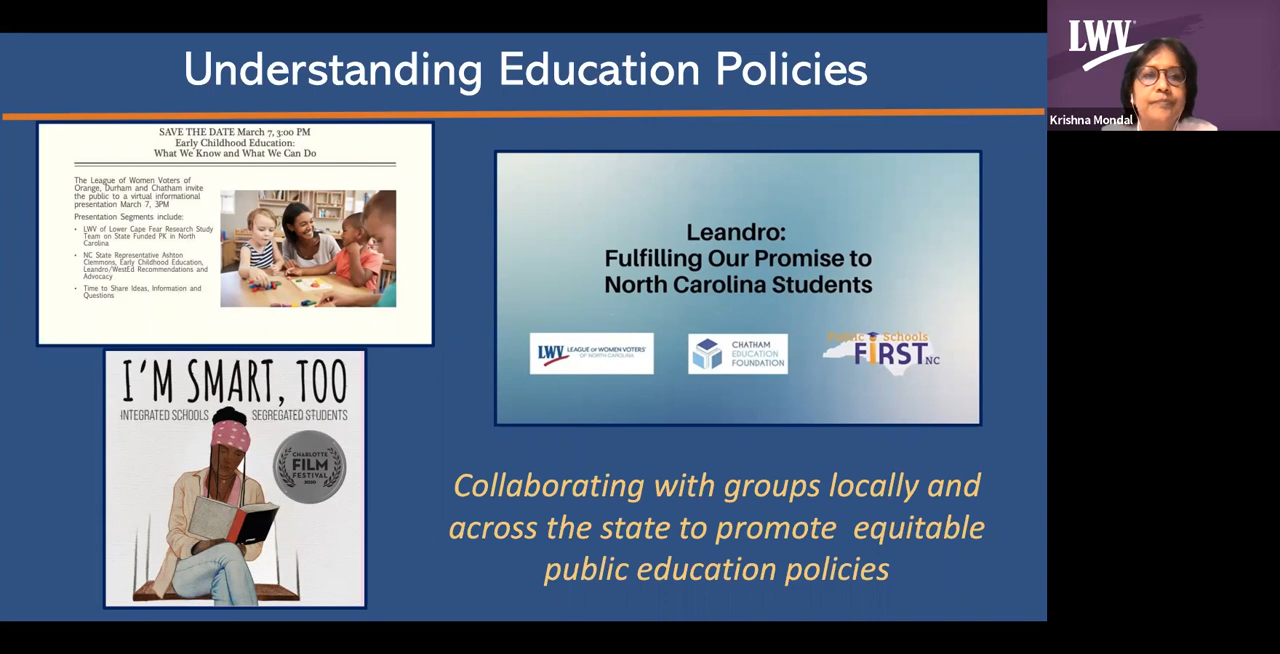 Understanding Education Policies
SAVE THE DATE March 7, 3:00 PM
Early Childhood Education:
What We Know and What We Can Do
The League of Women Voters of
Orange, Durham and Chatham invite
the public to a virtual informational
presentation March 7, 3PM
Presentation Segments include:
• LWV of Lower Cape Fear Research Study
Team on State Funded PK in North
Carolina
• NC State Representative Ashton
Clemmons, Early Childhood Education,
Leandro/WestEd Recommendations and
Advocacy
• Time to Share Ideas, Information and
Questions
I'M SMART, TOO
INTEGRATED SCHOOLS SEGREGATED STUDENTS
CHARLOTTE
FILM
FESTIVAL
2020
Leandro:
Fulfilling Our Promise to
North Carolina Students
LWV LEAGUE OF WOMEN VOTERS®
OF NORTH CAROLINA
CHATHAM
EDUCATION
FOUNDATION
Public Schools
FIRST NC
Collaborating with groups locally and
across the state to promote equitable
public education policies
LWV®
Krishna Mondal